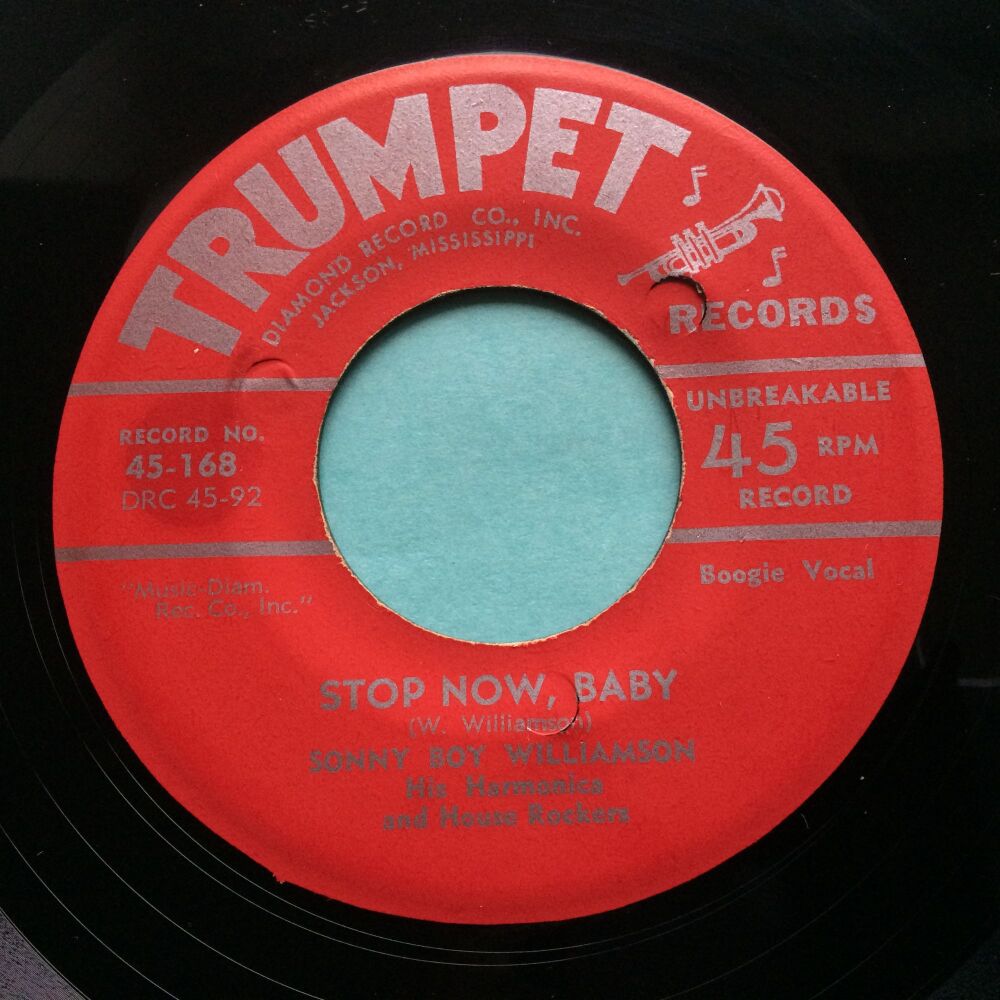 TRUMPET
DIAMOND RECORD CO., INC.
JACKSON, MISSISSIPPI
RECORDS
RECORD NO.
45-168
DRC 45-92
UNBREAKABLE
45 RPM
RECORD
"Music-Diam.
Rec. Co., Inc."
Boogie Vocal
STOP NOW, BABY
(W. Williamson)
SONNY BOY WILLIAMSON
His Harmonica
and House Rockers